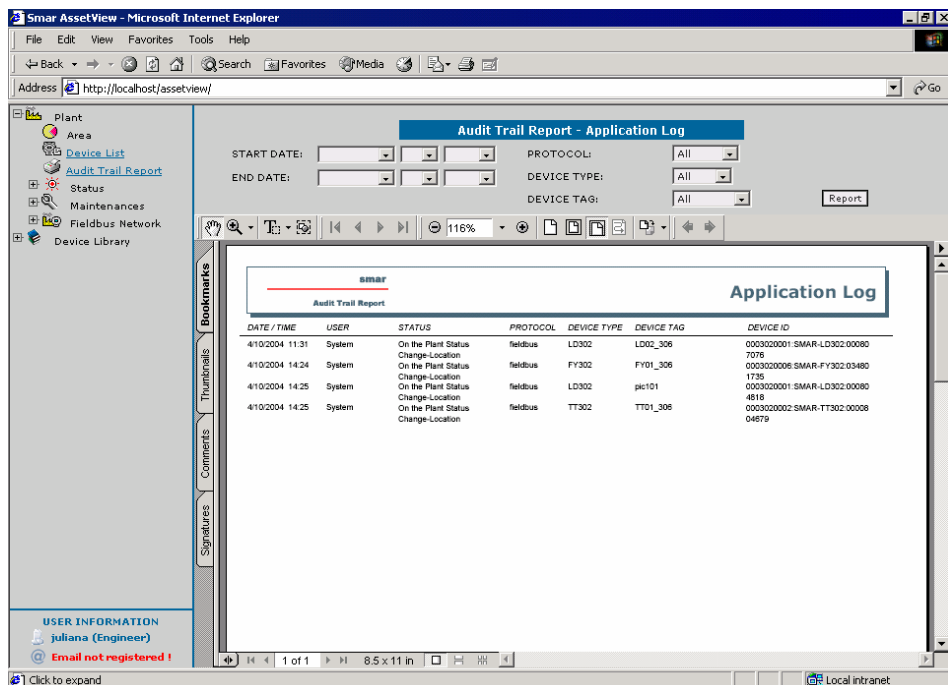 Smar AssetView - Microsoft Internet Explorer
File Edit View Favorites Tools Help
Back Search Favorites Media
Address http://localhost/assetview/ Go
Plant
Area
Device List
Audit Trail Report
Status
Maintenances
Fieldbus Network
Device Library
Audit Trail Report - Application Log
START DATE: PROTOCOL: All
END DATE: DEVICE TYPE: All
DEVICE TAG: All Report
116%
Bookmarks
Thumbnails
Comments
Signatures
smar
Audit Trail Report
Application Log
DATE / TIME USER STATUS PROTOCOL DEVICE TYPE DEVICE TAG DEVICE ID
4/10/2004 11:31 System On the Plant Status fieldbus LD302 LD02_306 0003020001:SMAR-LD302:00080
Change-Location 7076
4/10/2004 14:24 System On the Plant Status fieldbus FY302 FY01_306 0003020006:SMAR-FY302:03480
Change-Location 1735
4/10/2004 14:25 System On the Plant Status fieldbus LD302 pic101 0003020001:SMAR-LD302:00080
Change-Location 4818
4/10/2004 14:25 System On the Plant Status fieldbus TT302 TT01_306 0003020002:SMAR-TT302:00008
Change-Location 04679
USER INFORMATION
juliana (Engineer)
Email not registered !
1 of 1 8.5 x 11 in
Click to expand Local intranet